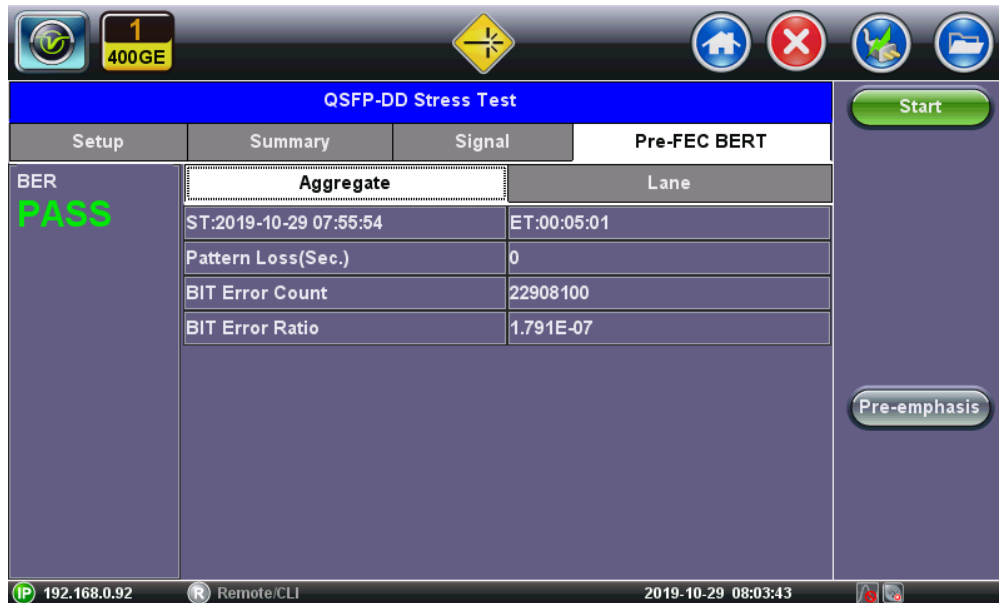 1
400GE
QSFP-DD Stress Test
Start
Setup Summary Signal Pre-FEC BERT
BER
PASS
Aggregate Lane
ST:2019-10-29 07:55:54 ET:00:05:01
Pattern Loss(Sec.) 0
BIT Error Count 22908100
BIT Error Ratio 1.791E-07
Pre-emphasis
IP 192.168.0.92 R Remote/CLI 2019-10-29 08:03:43